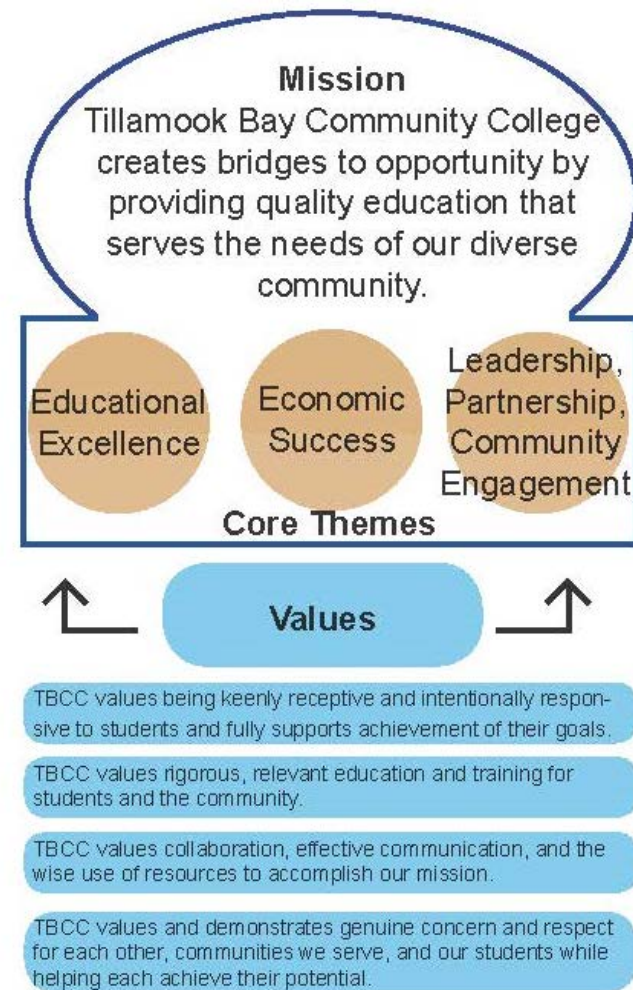 Mission
Tillamook Bay Community College
creates bridges to opportunity by
providing quality education that
serves the needs of our diverse
community.
Educational
Excellence
Economic
Success
Leadership,
Partnership,
Community
Engagement
Core Themes
Values
TBCC values being keenly receptive and intentionally respon-
sive to students and fully supports achievement of their goals.
TBCC values rigorous, relevant education and training for
students and the community.
TBCC values collaboration, effective communication, and the
wise use of resources to accomplish our mission.
TBCC values and demonstrates genuine concern and respect
for each other, communities we serve, and our students while
helping each achieve their potential.